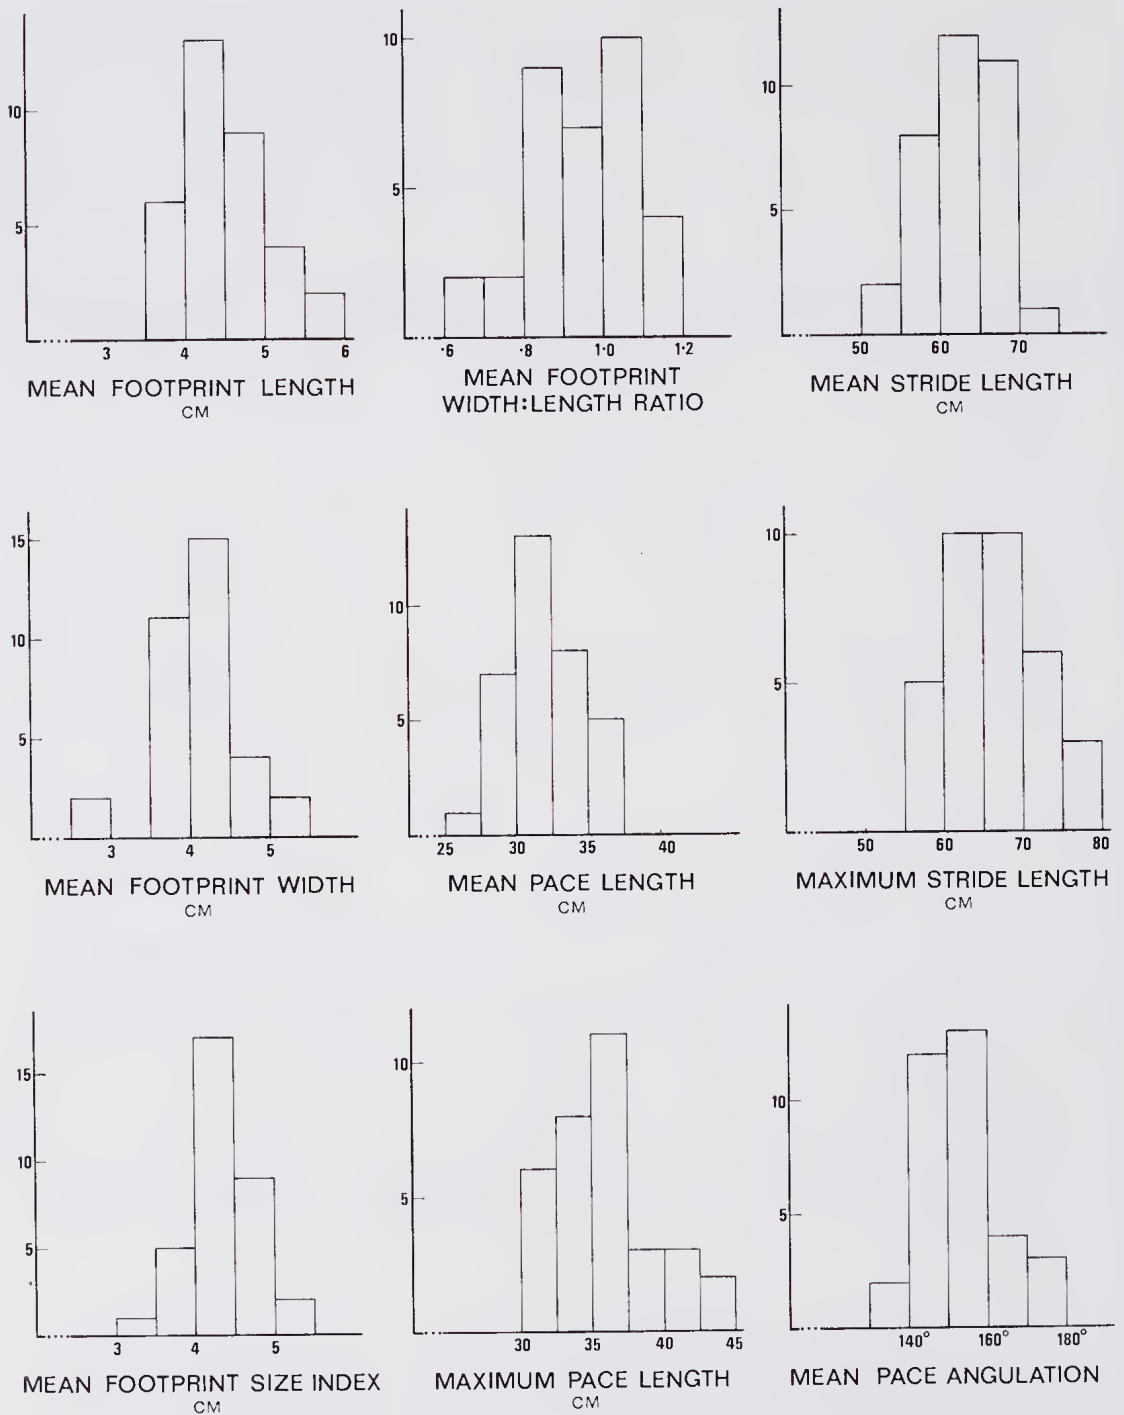 10
5
3 4 5 6
MEAN FOOTPRINT LENGTH
CM
10
5
·6 ·8 1·0 1·2
MEAN FOOTPRINT
WIDTH:LENGTH RATIO
10
5
50 60 70
MEAN STRIDE LENGTH
CM
15
10
5
3 4 5
MEAN FOOTPRINT WIDTH
CM
10
5
25 30 35 40
MEAN PACE LENGTH
CM
10
5
50 60 70 80
MAXIMUM STRIDE LENGTH
CM
15
10
5
3 4 5
MEAN FOOTPRINT SIZE INDEX
CM
10
5
30 35 40 45
MAXIMUM PACE LENGTH
CM
10
5
140° 160° 180°
MEAN PACE ANGULATION